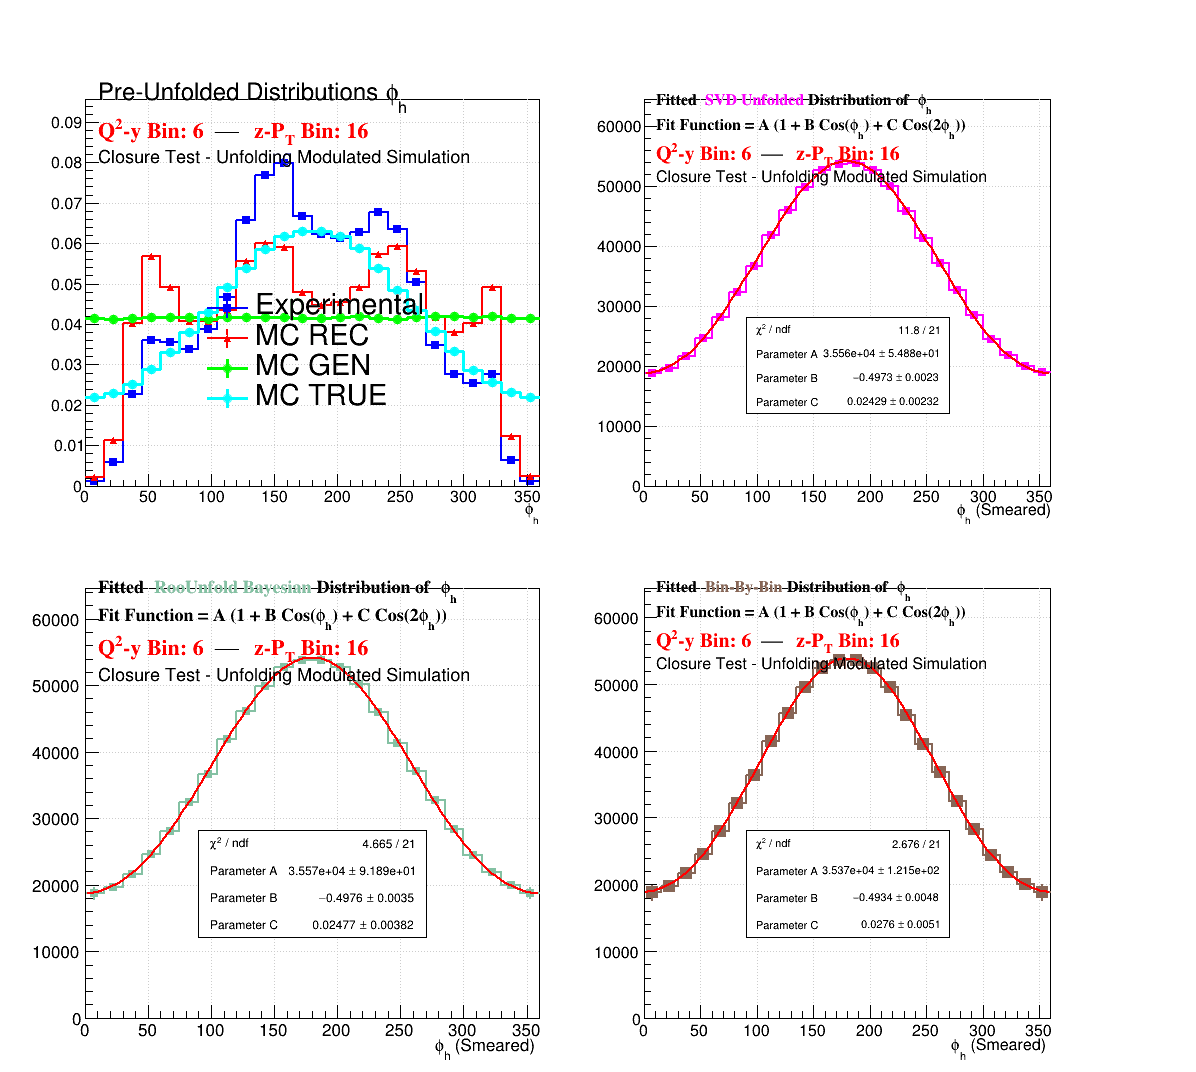 Pre-Unfolded Distributions ϕh
Q²-y Bin: 6 — z-PT Bin: 16
Closure Test - Unfolding Modulated Simulation
0.09
0.08
0.07
0.06
0.05
0.04
0.03
0.02
0.01
0
Experimental
MC REC
MC GEN
MC TRUE
0 50 100 150 200 250 300 350
ϕh
Fitted SVD Unfolded Distribution of ϕh
Fit Function = A (1 + B Cos(ϕh) + C Cos(2ϕh))
Q²-y Bin: 6 — z-PT Bin: 16
Closure Test - Unfolding Modulated Simulation
60000
50000
40000
30000
20000
10000
0
χ² / ndf 11.8 / 21
Parameter A 3.556e+04 ± 5.488e+01
Parameter B −0.4973 ± 0.0023
Parameter C 0.02429 ± 0.00232
0 50 100 150 200 250 300 350
ϕh (Smeared)
Fitted RooUnfold Bayesian Distribution of ϕh
Fit Function = A (1 + B Cos(ϕh) + C Cos(2ϕh))
Q²-y Bin: 6 — z-PT Bin: 16
Closure Test - Unfolding Modulated Simulation
60000
50000
40000
30000
20000
10000
0
χ² / ndf 4.665 / 21
Parameter A 3.557e+04 ± 9.189e+01
Parameter B −0.4976 ± 0.0035
Parameter C 0.02477 ± 0.00382
0 50 100 150 200 250 300 350
ϕh (Smeared)
Fitted Bin-By-Bin Distribution of ϕh
Fit Function = A (1 + B Cos(ϕh) + C Cos(2ϕh))
Q²-y Bin: 6 — z-PT Bin: 16
Closure Test - Unfolding Modulated Simulation
60000
50000
40000
30000
20000
10000
0
χ² / ndf 2.676 / 21
Parameter A 3.537e+04 ± 1.215e+02
Parameter B −0.4934 ± 0.0048
Parameter C 0.0276 ± 0.0051
0 50 100 150 200 250 300 350
ϕh (Smeared)